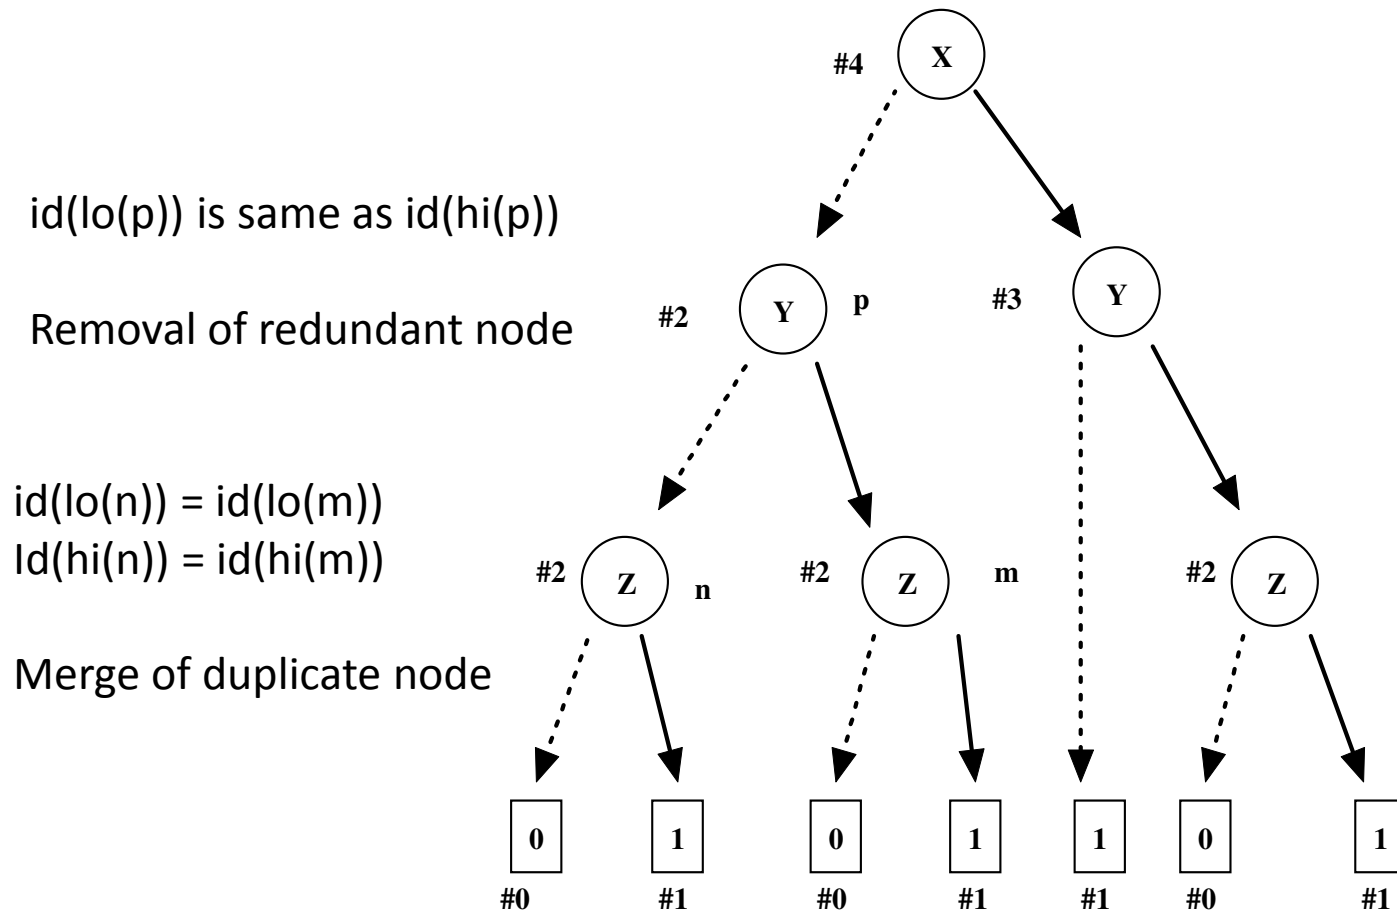 X
#4
id(lo(p)) is same as id(hi(p))
#2
Y
p
#3
Y
Removal of redundant node
id(lo(n)) = id(lo(m))
Id(hi(n)) = id(hi(m))
#2
Z
n
#2
Z
m
#2
Z
Merge of duplicate node
0 1 0 1 1 0 1
#0 #1 #0 #1 #1 #0 #1